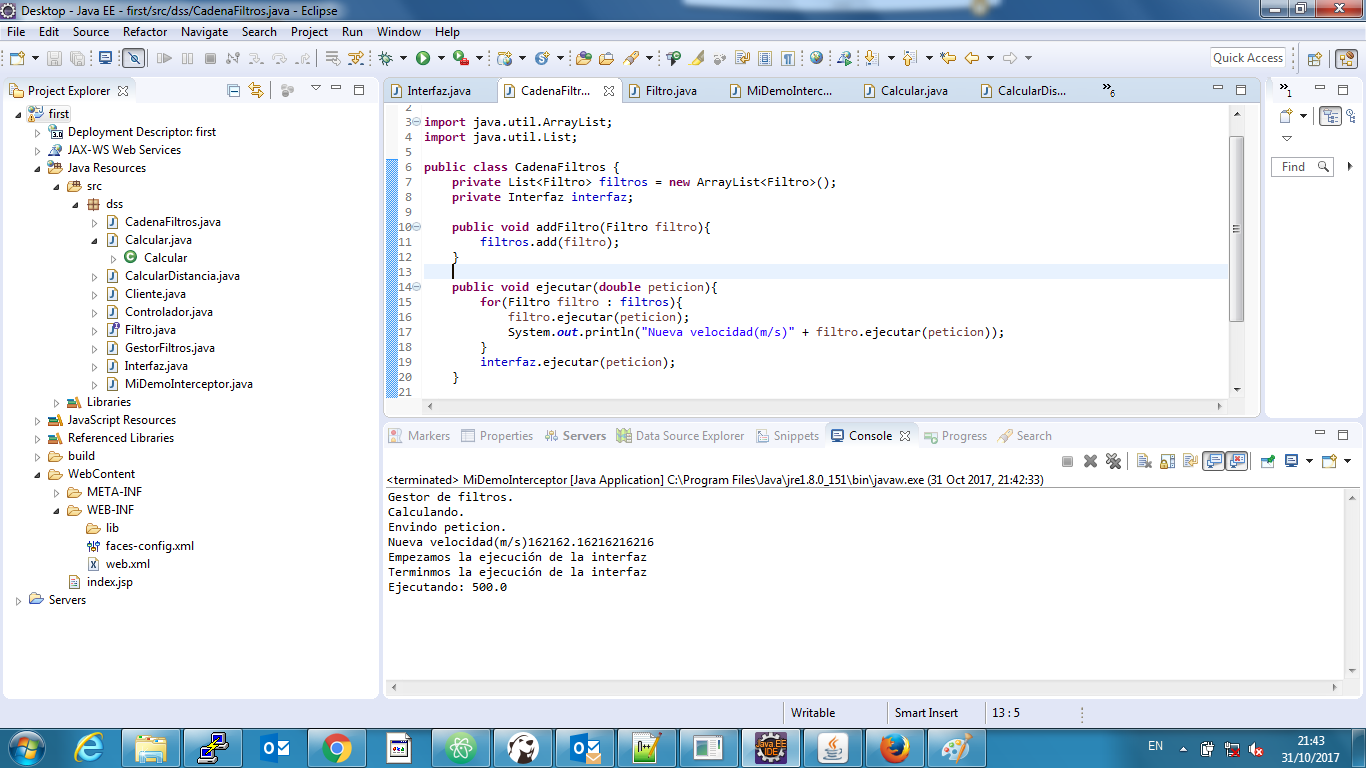 Desktop - Java EE - first/src/dss/CadenaFiltros.java - Eclipse
File Edit Source Refactor Navigate Search Project Run Window Help
Quick Access
Project Explorer
first
Deployment Descriptor: first
3.0
JAX-WS Web Services
Java Resources
src
dss
CadenaFiltros.java
Calcular.java
Calcular
CalcularDistancia.java
Cliente.java
Controlador.java
Filtro.java
GestorFiltros.java
Interfaz.java
MiDemoInterceptor.java
Libraries
JavaScript Resources
Referenced Libraries
build
WebContent
META-INF
WEB-INF
lib
faces-config.xml
web.xml
index.jsp
Servers
Interfaz.java CadenaFiltr... Filtro.java MiDemoInterc... Calcular.java CalcularDis... »6
2
3 import java.util.ArrayList;
4 import java.util.List;
5
6 public class CadenaFiltros {
7 private List<Filtro> filtros = new ArrayList<Filtro>();
8 private Interfaz interfaz;
9
10 public void addFiltro(Filtro filtro){
11 filtros.add(filtro);
12 }
13
14 public void ejecutar(double peticion){
15 for(Filtro filtro : filtros){
16 filtro.ejecutar(peticion);
17 System.out.println("Nueva velocidad(m/s)" + filtro.ejecutar(peticion));
18 }
19 interfaz.ejecutar(peticion);
20 }
21
»1
Find
Markers Properties Servers Data Source Explorer Snippets Console Progress Search
<terminated> MiDemoInterceptor [Java Application] C:\Program Files\Java\jre1.8.0_151\bin\javaw.exe (31 Oct 2017, 21:42:33)
Gestor de filtros.
Calculando.
Envindo peticion.
Nueva velocidad(m/s)162162.16216216216
Empezamos la ejecución de la interfaz
Terminmos la ejecución de la interfaz
Ejecutando: 500.0
Writable Smart Insert 13 : 5
Java EE
IDE
EN
21:43
31/10/2017